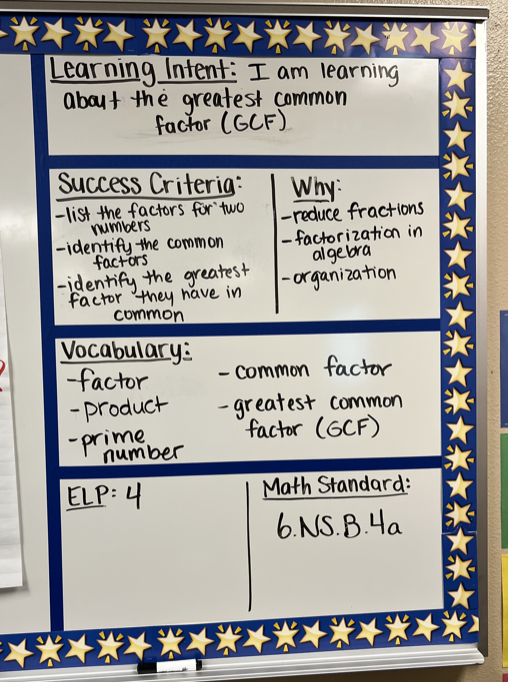 Learning Intent: I am learning
about the greatest common
factor (GCF)
Success Criteria:
-list the factors for two
numbers
-identify the common
factors
-identify the greatest
factor they have in
common
Why:
-reduce fractions
-factorization in
algebra
-organization
Vocabulary:
-factor
-product
-prime
number
-common factor
-greatest common
factor (GCF)
ELP: 4
Math Standard:
6.NS.B.4a